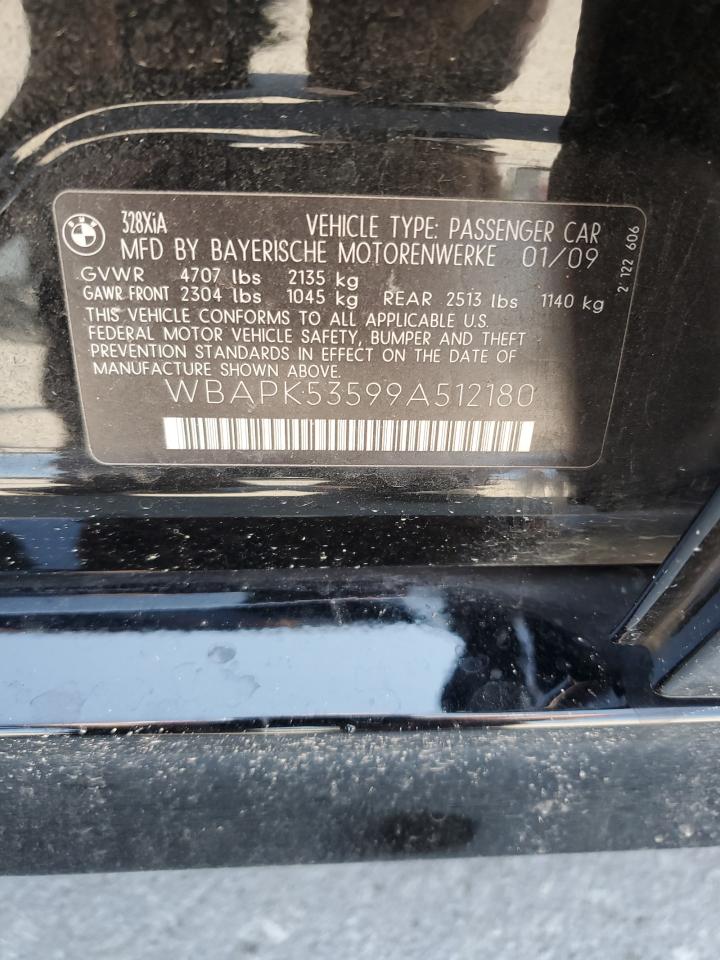 BMW
328XiA VEHICLE TYPE: PASSENGER CAR
MFD BY BAYERISCHE MOTORENWERKE 01/09
GVWR 4707 lbs 2135 kg
GAWR FRONT 2304 lbs 1045 kg REAR 2513 lbs 1140 kg
THIS VEHICLE CONFORMS TO ALL APPLICABLE U.S.
FEDERAL MOTOR VEHICLE SAFETY, BUMPER AND THEFT
PREVENTION STANDARDS IN EFFECT ON THE DATE OF
MANUFACTURE SHOWN ABOVE.
WBAPK53599A512180
2 122 606